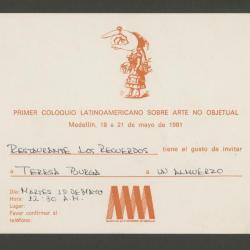 PRIMER COLOQUIO LATINOAMERICANO SOBRE ARTE NO OBJETUAL
Medellín, 18 a 21 de mayo de 1981
RESTAURANTE LOS RECUERDOS tiene el gusto de invitar
a TERESA BURGA a UN ALMUERZO
Día: MARTES 19 DE MAYO
Hora: 12:30 A.M.
Lugar:
Favor confirmar al
teléfono: